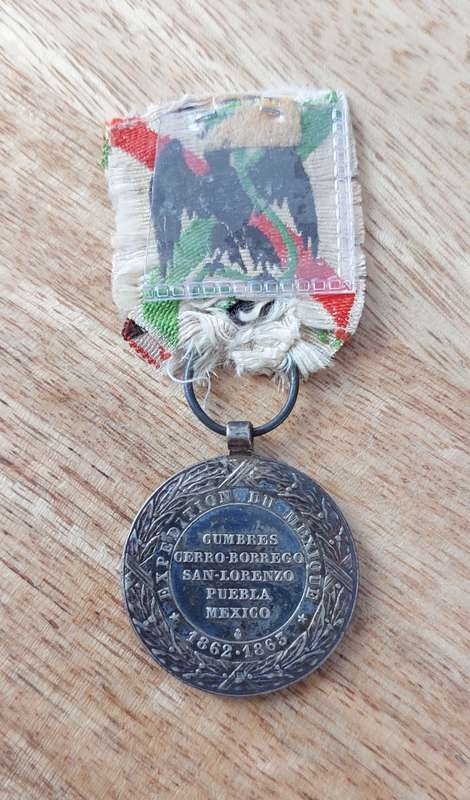 EXPEDITION DU MEXIQUE
CUMBRES
CERRO-BORREGO
SAN-LORENZO
PUEBLA
MEXICO
1862·1863